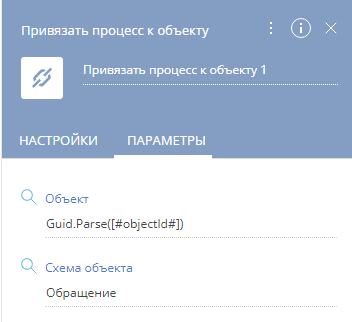 Привязать процесс к объекту
Привязать процесс к объекту 1
НАСТРОЙКИ ПАРАМЕТРЫ
Объект
Guid.Parse([#objectId#])
Схема объекта
Обращение